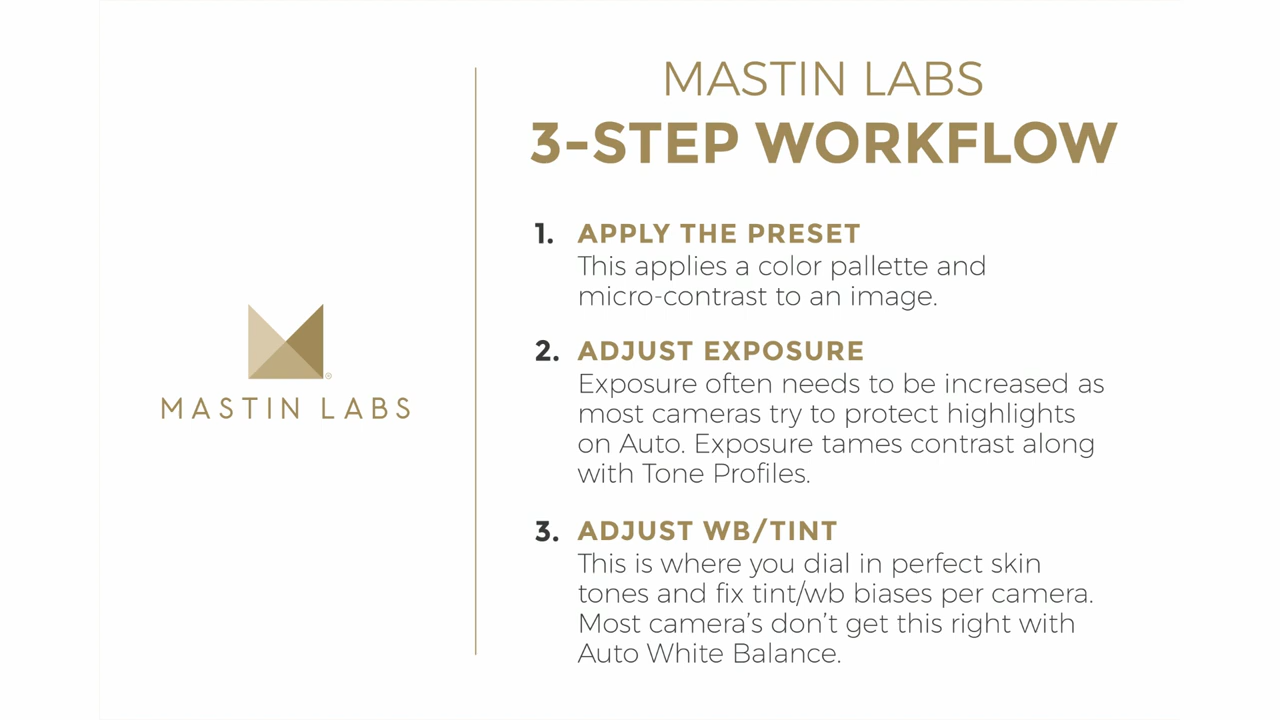 MASTIN LABS
MASTIN LABS
3-STEP WORKFLOW
1. APPLY THE PRESET
This applies a color pallette and
micro-contrast to an image.
2. ADJUST EXPOSURE
Exposure often needs to be increased as
most cameras try to protect highlights
on Auto. Exposure tames contrast along
with Tone Profiles.
3. ADJUST WB/TINT
This is where you dial in perfect skin
tones and fix tint/wb biases per camera.
Most camera’s don’t get this right with
Auto White Balance.